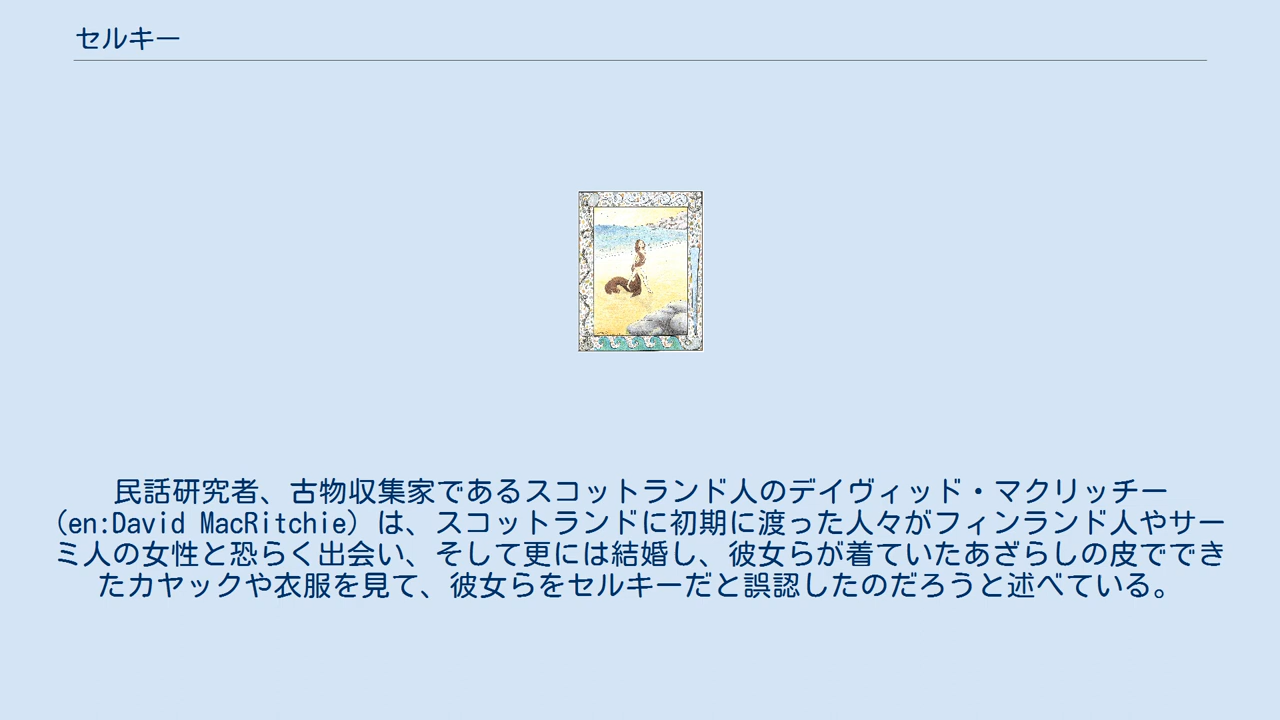 セルキー
民話研究者、古物収集家であるスコットランド人のデイヴィッド・マクリッチー
(en:David MacRitchie) は、スコットランドに初期に渡った人々がフィンランド人やサー
ミ人の女性と恐らく出会い、そして更には結婚し、彼女らが着ていたあざらしの皮ででき
たカヤックや衣服を見て、彼女らをセルキーだと誤認したのだろうと述べている。